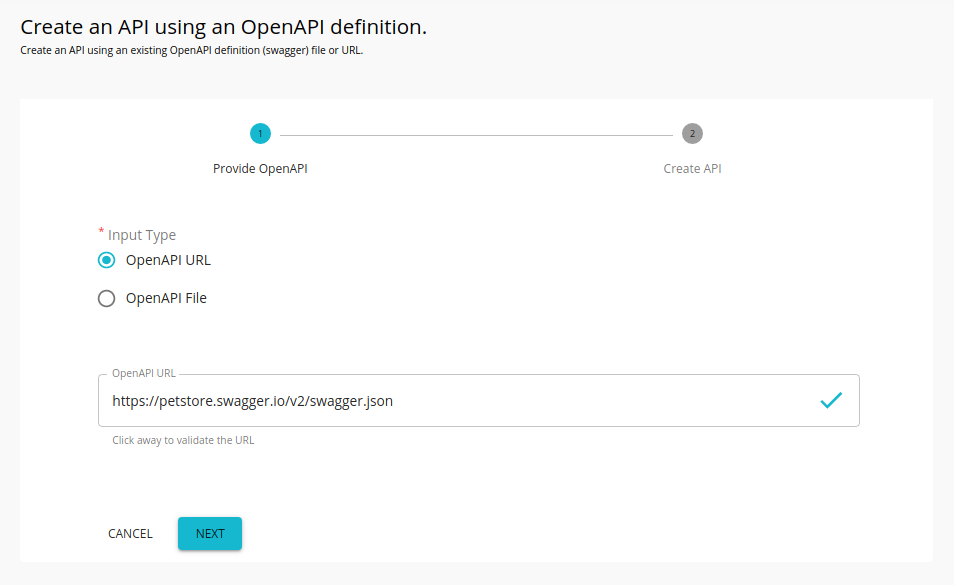 Create an API using an OpenAPI definition.
Create an API using an existing OpenAPI definition (swagger) file or URL.
1
2
Provide OpenAPI
Create API
* Input Type
OpenAPI URL
OpenAPI File
OpenAPI URL
https://petstore.swagger.io/v2/swagger.json
Click away to validate the URL
CANCEL
NEXT